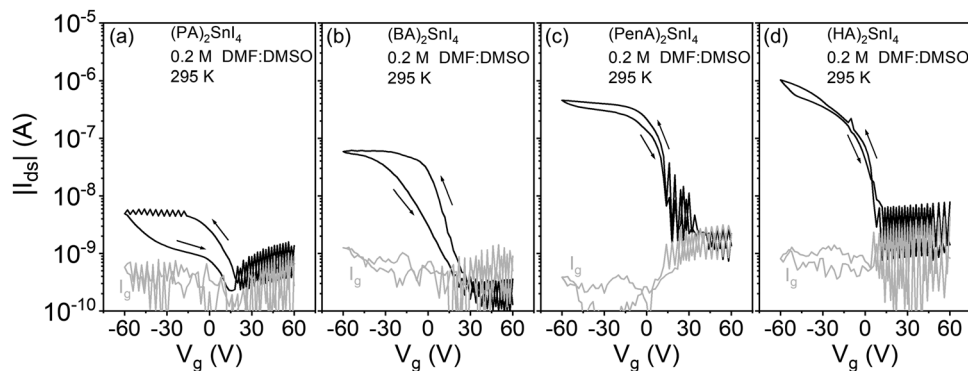 |I_ds| (A)
10^-5
10^-6
10^-7
10^-8
10^-9
10^-10
(a)
(PA)₂SnI₄
0.2 M DMF:DMSO
295 K
I_g
-60 -30 0 30 60
V_g (V)
(b)
(BA)₂SnI₄
0.2 M DMF:DMSO
295 K
I_g
-60 -30 0 30 60
V_g (V)
(c)
(PenA)₂SnI₄
0.2 M DMF:DMSO
295 K
I_g
-60 -30 0 30 60
V_g (V)
(d)
(HA)₂SnI₄
0.2 M DMF:DMSO
295 K
I_g
-60 -30 0 30 60
V_g (V)